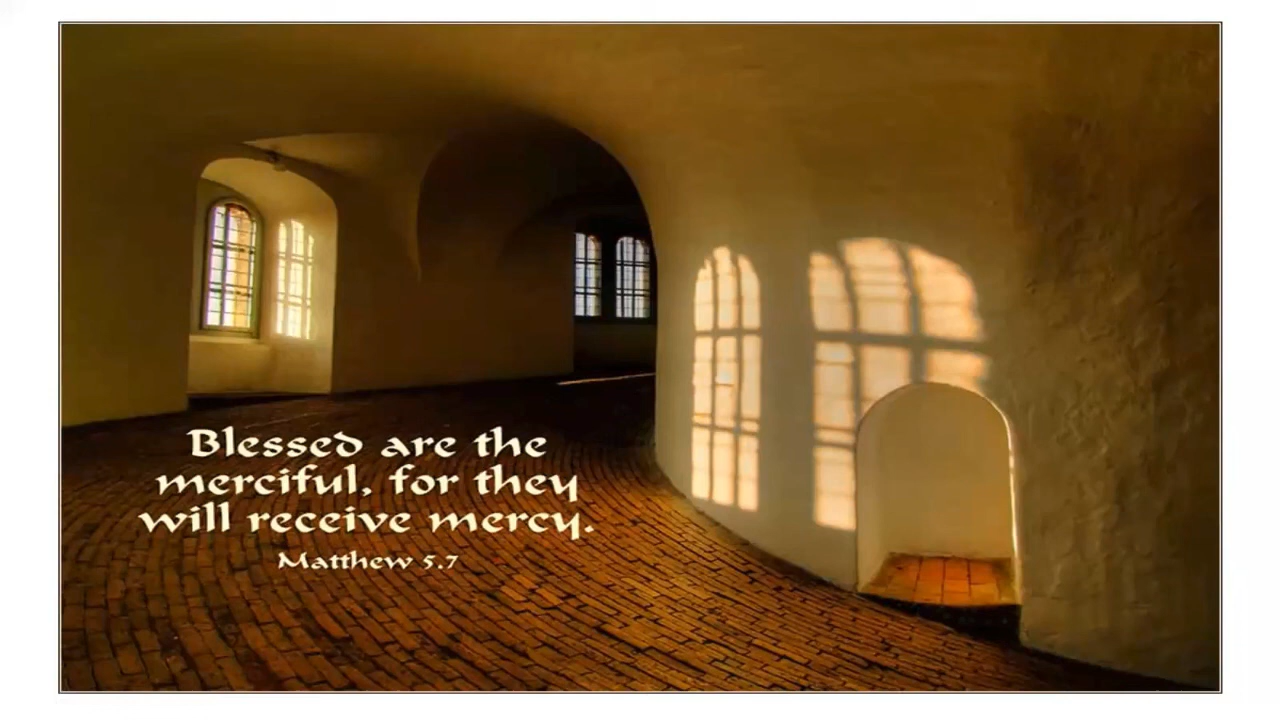 Blessed are the
merciful, for they
will receive mercy.
Matthew 5.7